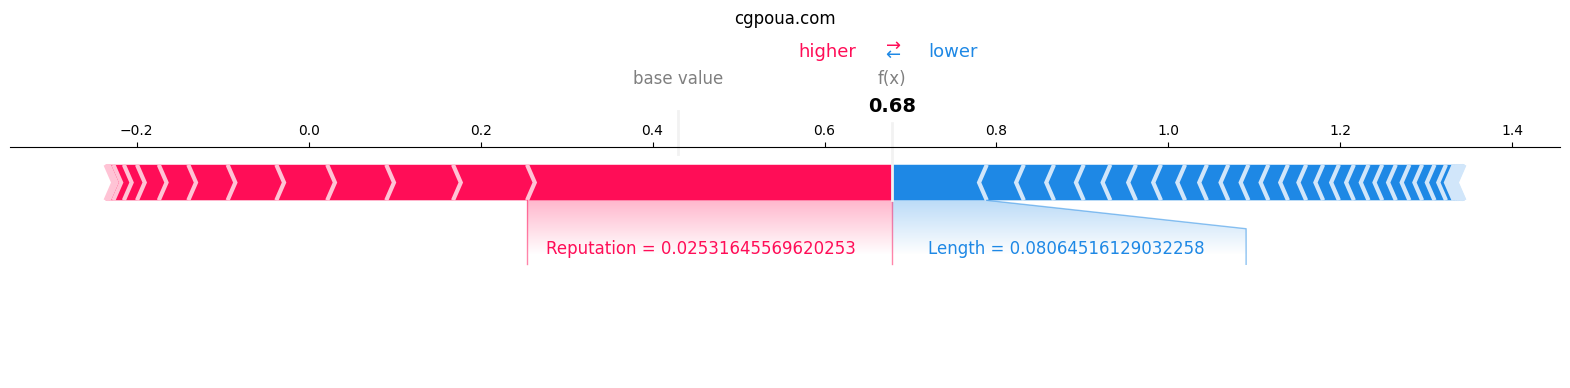 cgpoua.com
higher ⇄ lower
base value f(x)
0.68
−0.2 0.0 0.2 0.4 0.6 0.8 1.0 1.2 1.4
Reputation = 0.02531645569620253 Length = 0.08064516129032258